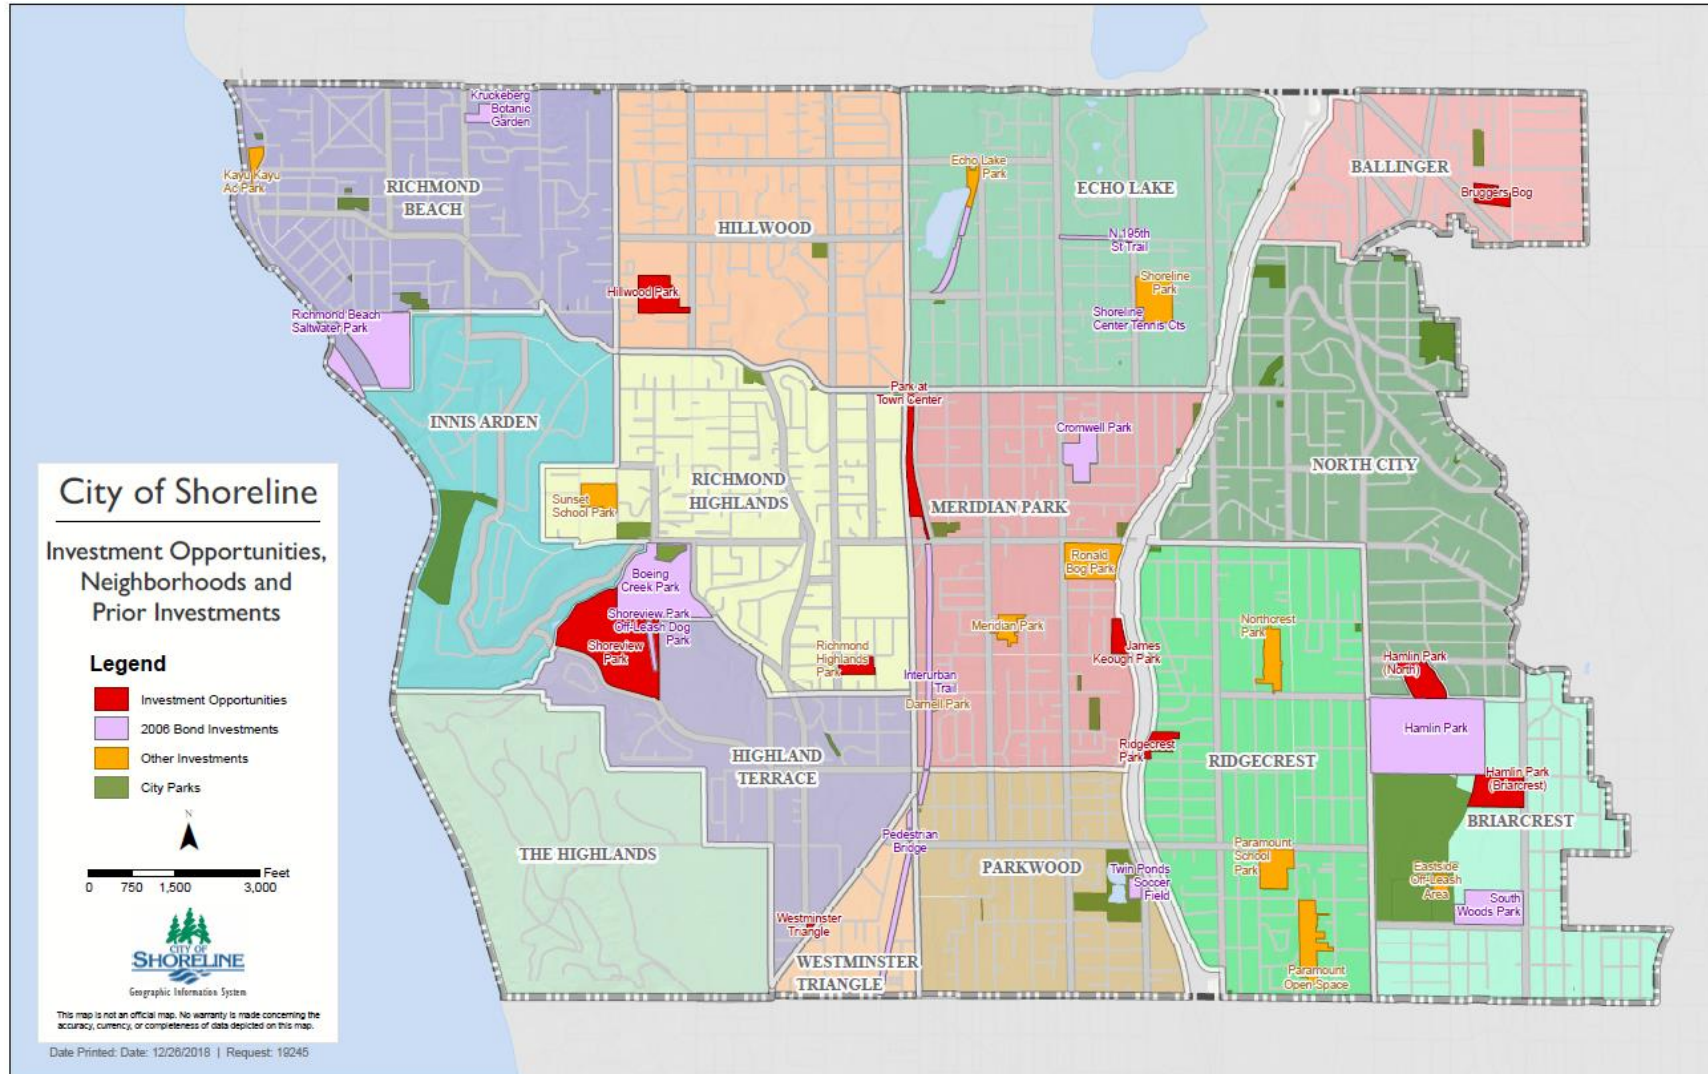 Kruckeberg
Botanic
Garden
Kayu Kayu
Ac Park
RICHMOND
BEACH
HILLWOOD
Echo Lake
Park
ECHO LAKE
BALLINGER
Bruggers Bog
N 195th
St Trail
Hillwood Park
Shoreline
Park
Richmond Beach
Saltwater Park
Shoreline
Center Tennis Cts
Park at
Town Center
INNIS ARDEN
Cromwell Park
NORTH CITY
RICHMOND
HIGHLANDS
Sunset
School Park
MERIDIAN PARK
Ronald
Bog Park
Boeing
Creek Park
Shoreview Park
Off-Leash Dog
Park
Shoreview
Park
Meridian Park
Northcrest
Park
Richmond
Highlands
Park
James
Keough Park
Hamlin Park
(North)
Interurban
Trail
Darnell Park
Hamlin Park
Ridgecrest
Park
RIDGECREST
HIGHLAND
TERRACE
Hamlin Park
(Briarcrest)
BRIARCREST
Pedestrian
Bridge
THE HIGHLANDS
PARKWOOD
Twin Ponds
Soccer
Field
Paramount
School
Park
Eastside
Off-Leash
Area
South
Woods Park
Westminster
Triangle
WESTMINSTER
TRIANGLE
Paramount
Open Space
City of Shoreline
Investment Opportunities,
Neighborhoods and
Prior Investments
Legend
Investment Opportunities
2006 Bond Investments
Other Investments
City Parks
N
Feet
0 750 1,500 3,000
CITY OF
SHORELINE
Geographic Information System
This map is not an official map. No warranty is made concerning the
accuracy, currency, or completeness of data depicted on this map.
Date Printed: Date: 12/26/2018 | Request: 19245